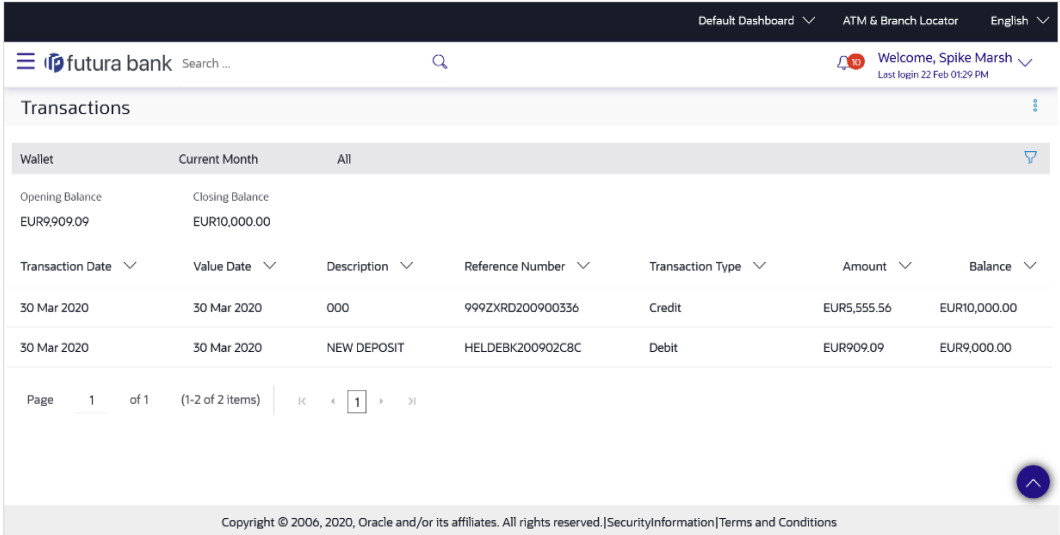 Default Dashboard ATM & Branch Locator English
futura bank Search ... 10 Welcome, Spike Marsh
Last login 22 Feb 01:29 PM
Transactions
Wallet Current Month All
Opening Balance Closing Balance
EUR9,909.09 EUR10,000.00
Transaction Date Value Date Description Reference Number Transaction Type Amount Balance
30 Mar 2020 30 Mar 2020 000 999ZXRD200900336 Credit EUR5,555.56 EUR10,000.00
30 Mar 2020 30 Mar 2020 NEW DEPOSIT HELDEBK200902C8C Debit EUR909.09 EUR9,000.00
Page 1 of 1 (1-2 of 2 items) 1
Copyright © 2006, 2020, Oracle and/or its affiliates. All rights reserved.|SecurityInformation|Terms and Conditions